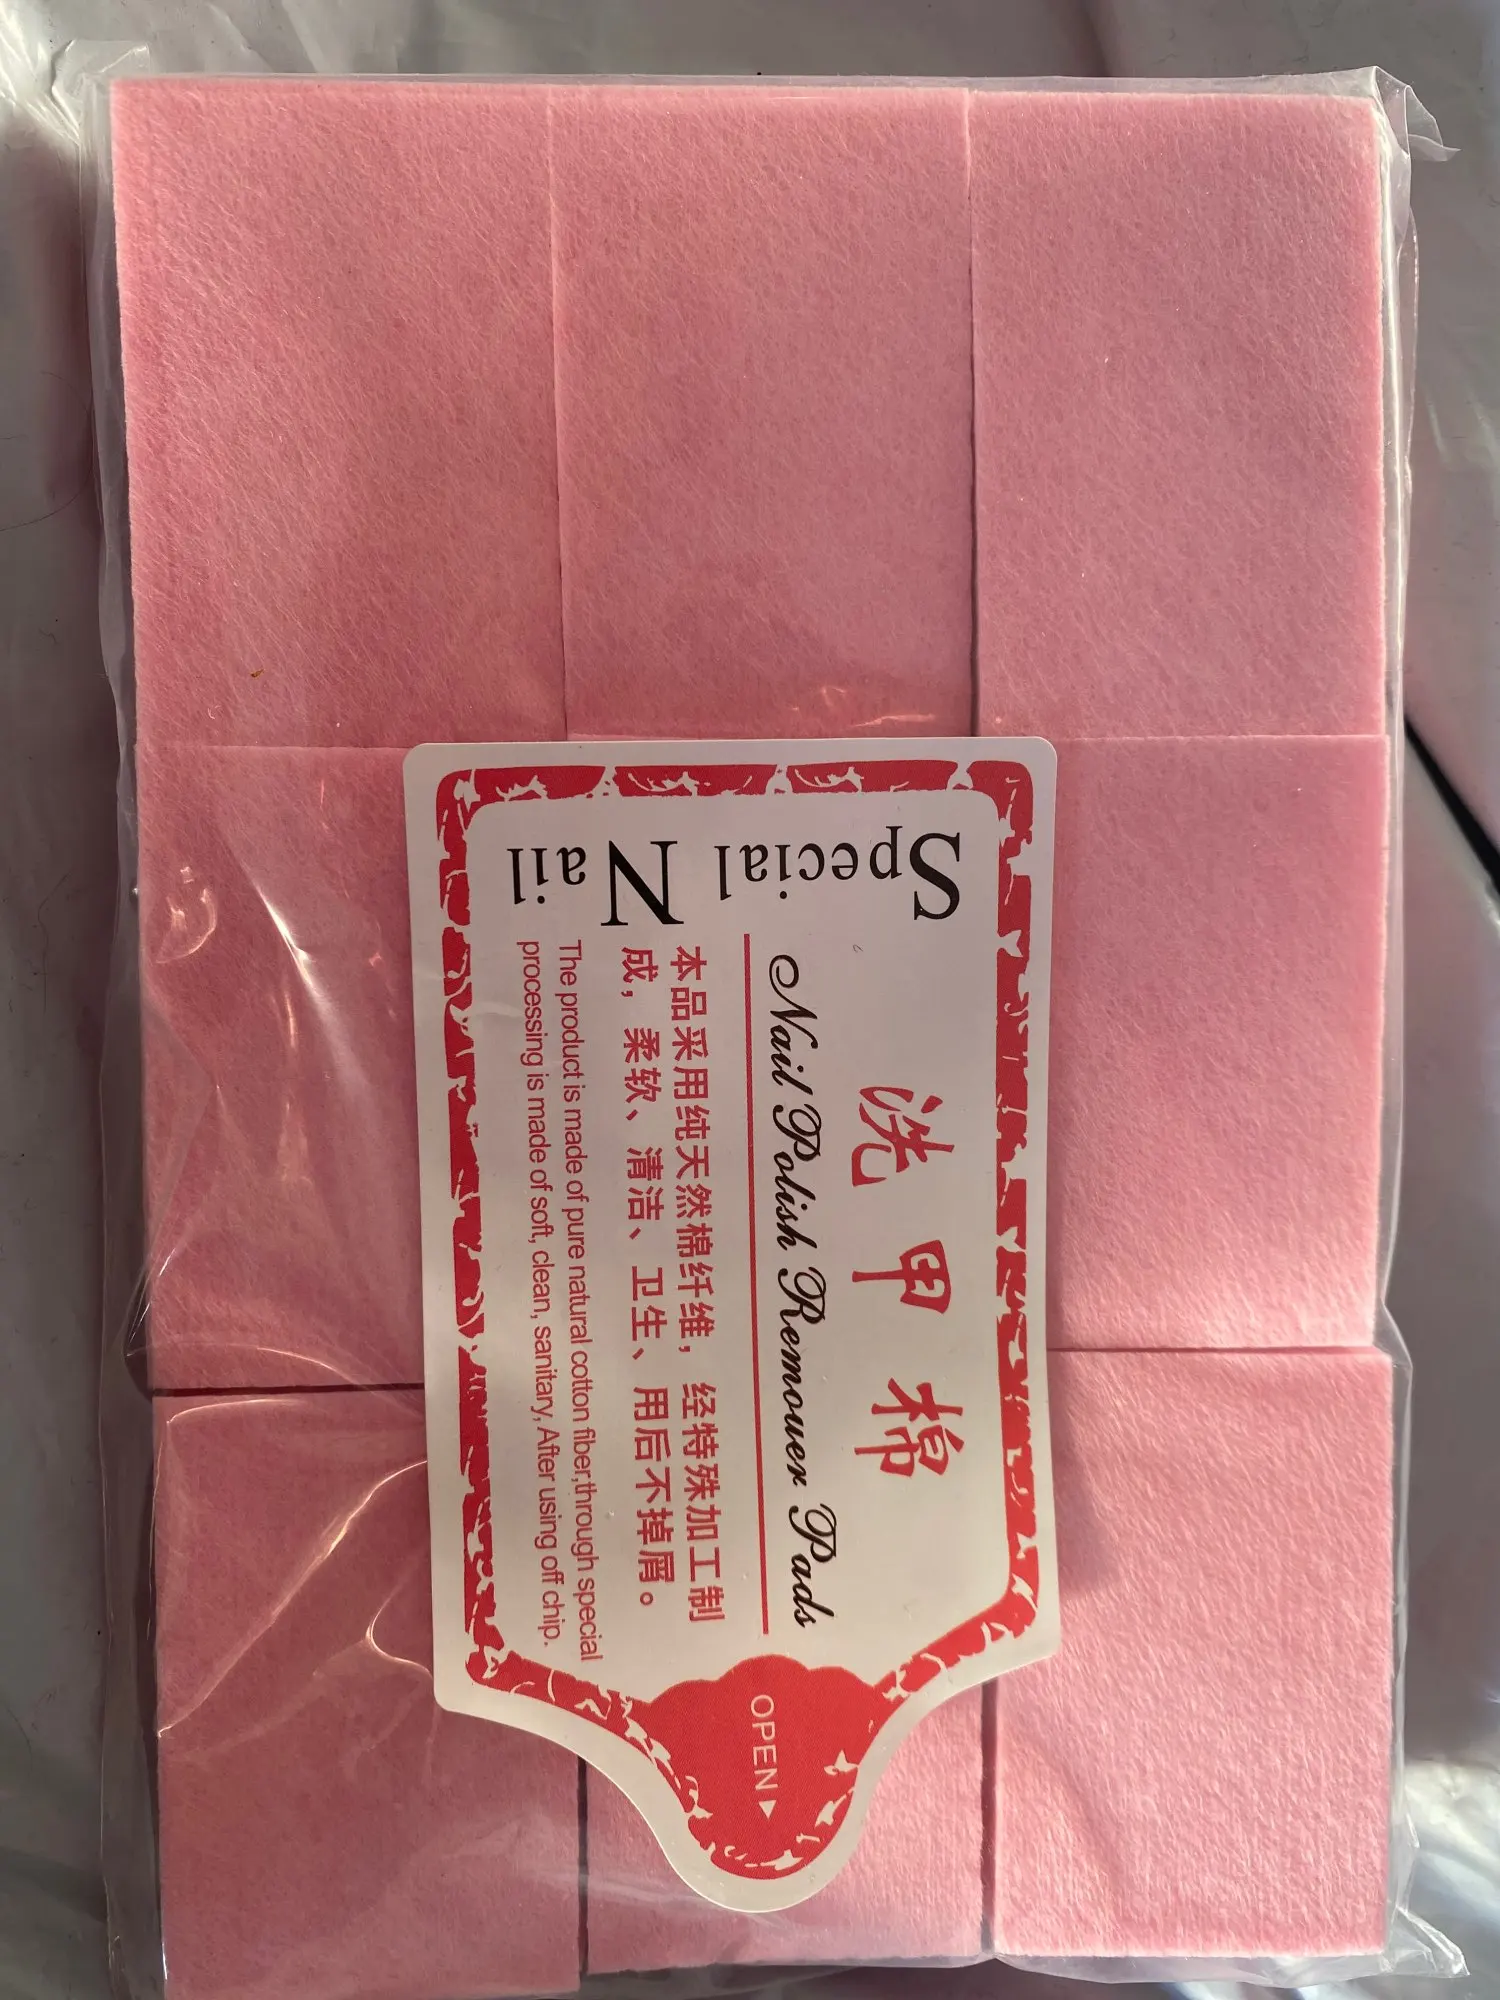 Special Nail
洗甲棉
Nail Polish Remover Pads
本品采用纯天然棉纤维，经特殊加工制
成，柔软、清洁、卫生、用后不掉屑。
The product is made of pure natural cotton fiber,through special
processing is made of soft, clean, sanitary, After using off chip.
OPEN▶